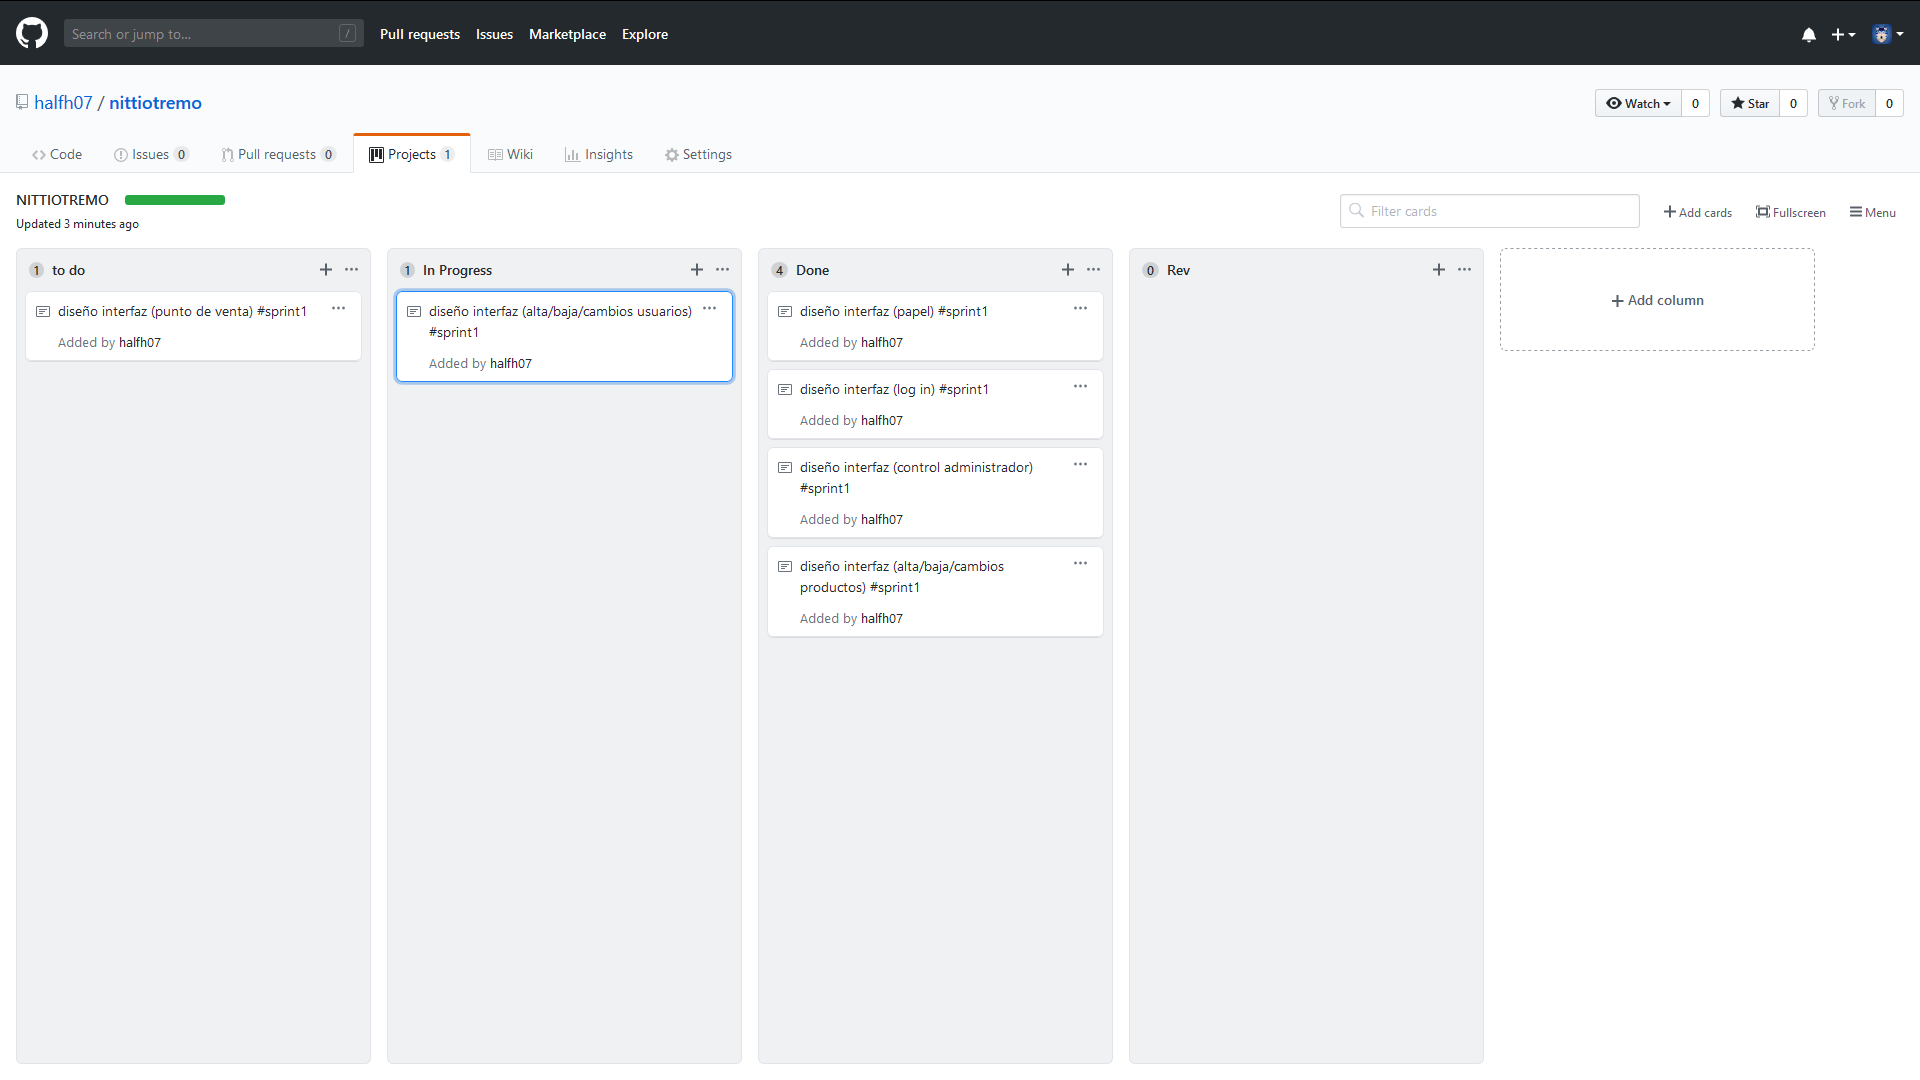 Search or jump to... /
Pull requests Issues Marketplace Explore
halfh07 / nittiotremo
Watch 0 Star 0 Fork 0
Code Issues 0 Pull requests 0 Projects 1 Wiki Insights Settings
NITTIOTREMO
Updated 3 minutes ago
Filter cards
Add cards Fullscreen Menu
1 to do
diseño interfaz (punto de venta) #sprint1
Added by halfh07
1 In Progress
diseño interfaz (alta/baja/cambios usuarios)
#sprint1
Added by halfh07
4 Done
diseño interfaz (papel) #sprint1
Added by halfh07
diseño interfaz (log in) #sprint1
Added by halfh07
diseño interfaz (control administrador)
#sprint1
Added by halfh07
diseño interfaz (alta/baja/cambios
productos) #sprint1
Added by halfh07
0 Rev
Add column